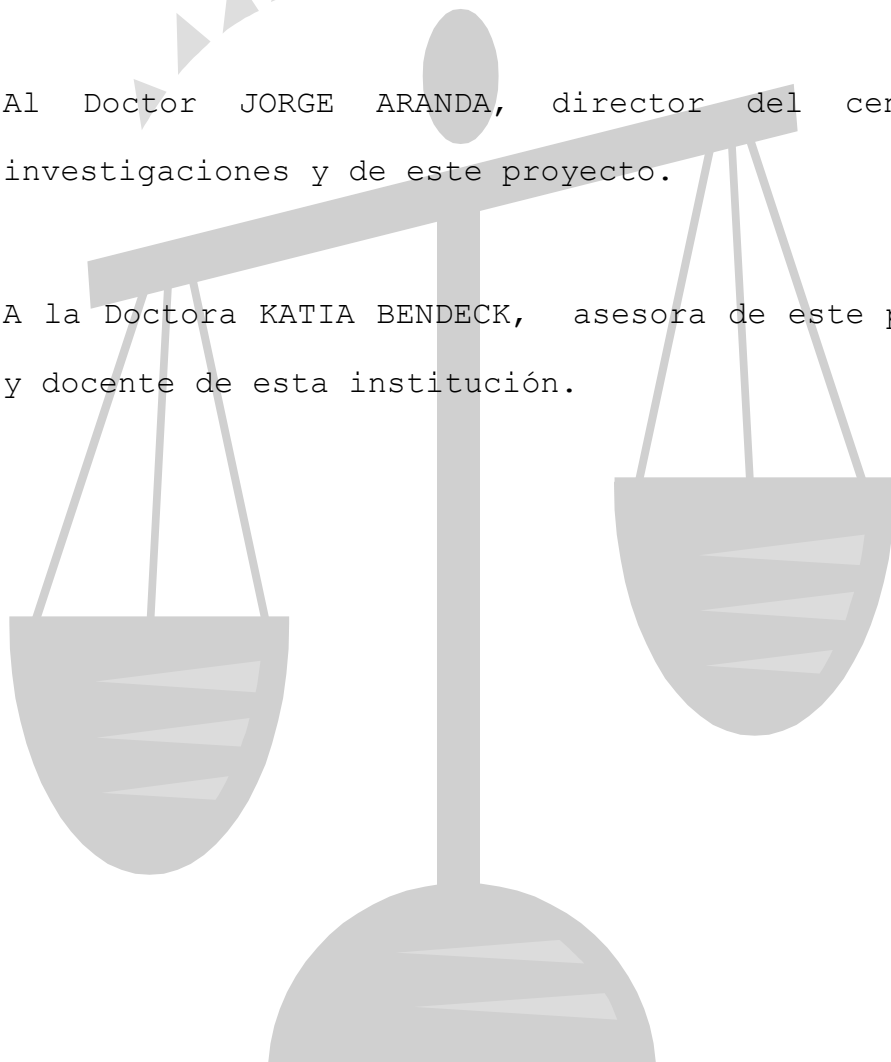 Al Doctor JORGE ARANDA, director del
investigaciones y de este proyecto.
A la Doctora KATIA BENDECK, asesora de este
y docente de esta institución.